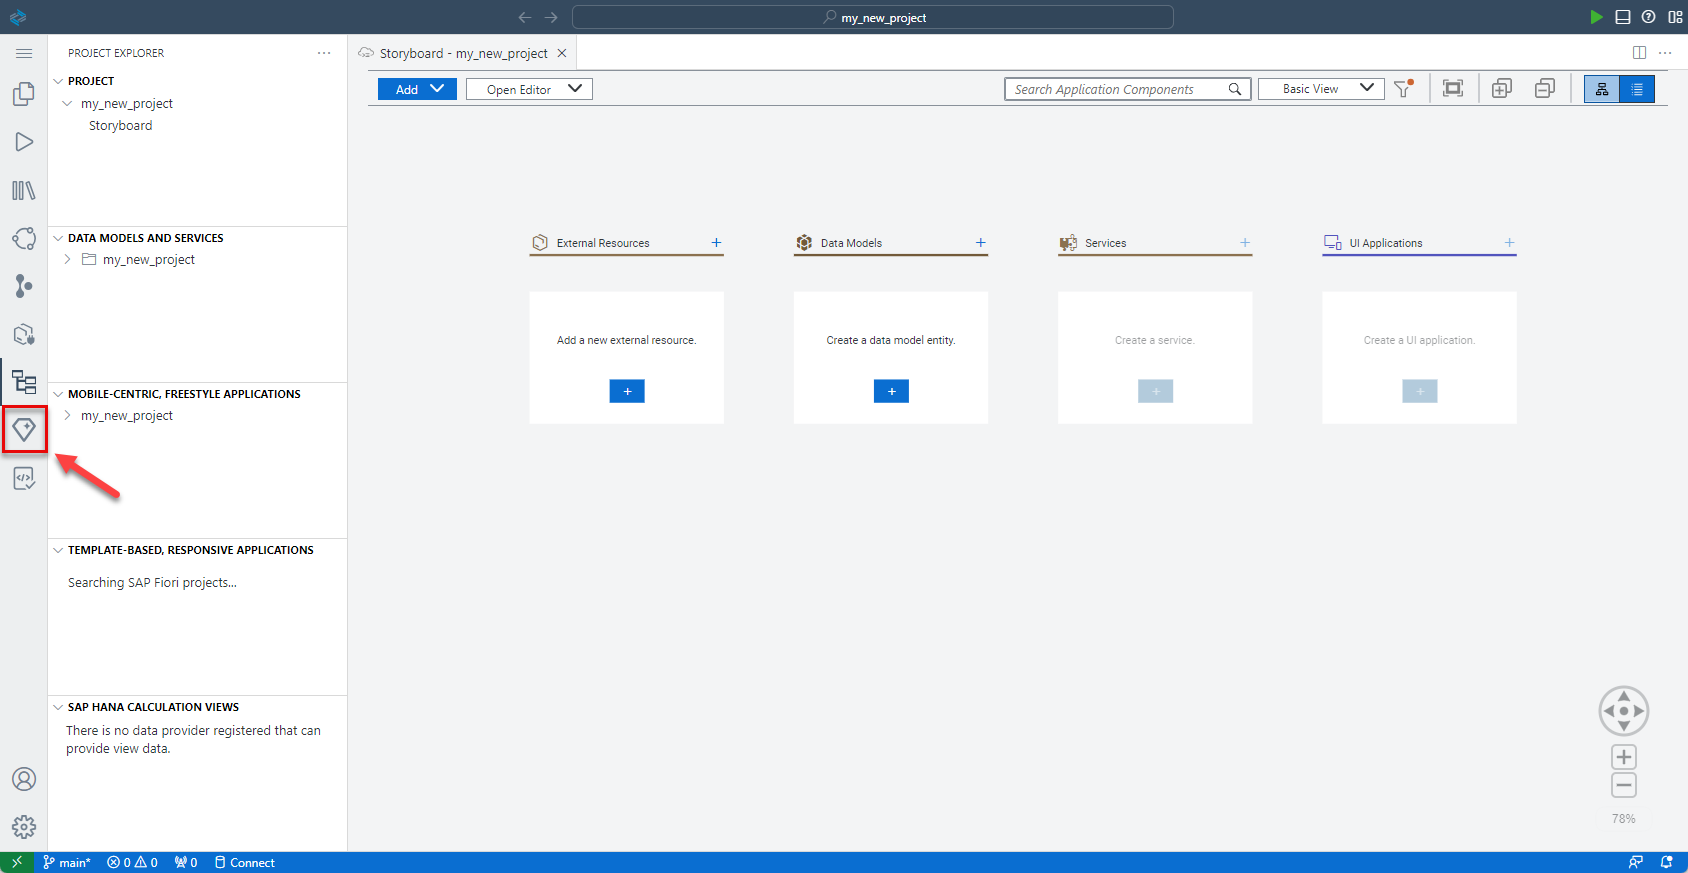 my_new_project
PROJECT EXPLORER
PROJECT
my_new_project
Storyboard
DATA MODELS AND SERVICES
my_new_project
MOBILE-CENTRIC, FREESTYLE APPLICATIONS
my_new_project
TEMPLATE-BASED, RESPONSIVE APPLICATIONS
Searching SAP Fiori projects...
SAP HANA CALCULATION VIEWS
There is no data provider registered that can
provide view data.
Storyboard - my_new_project
Add
Open Editor
Search Application Components
Basic View
External Resources
Data Models
Services
UI Applications
Add a new external resource.
Create a data model entity.
Create a service.
Create a UI application.
78%
main*
0
0
0
Connect